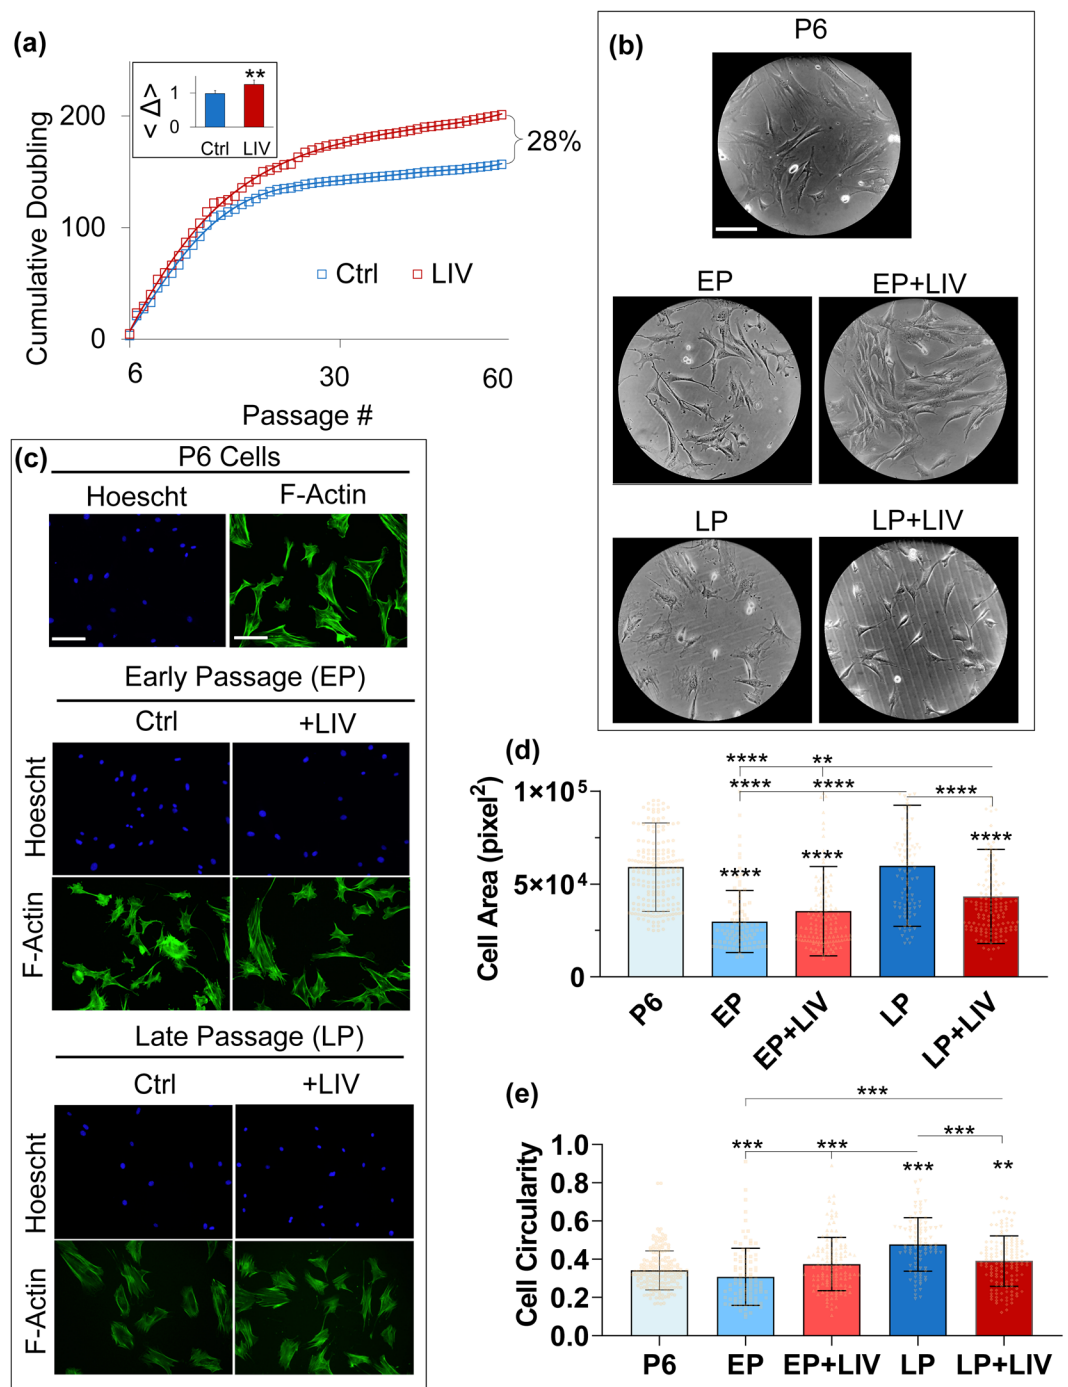 (a)
< Δ >
1
0
**
Ctrl
LIV
Cumulative Doubling
200
100
0
28%
Ctrl
LIV
6
30
60
Passage #
(b)
P6
EP
EP+LIV
LP
LP+LIV
(c)
P6 Cells
Hoescht
F-Actin
Early Passage (EP)
Ctrl
+LIV
Hoescht
F-Actin
Late Passage (LP)
Ctrl
+LIV
Hoescht
F-Actin
(d)
**** **
**** **** ****
**** **** ****
Cell Area (pixel²)
1×10⁵
5×10⁴
0
P6
EP
EP+LIV
LP
LP+LIV
(e)
***
*** *** ***
*** **
Cell Circularity
1.0
0.8
0.6
0.4
0.2
0.0
P6
EP
EP+LIV
LP
LP+LIV